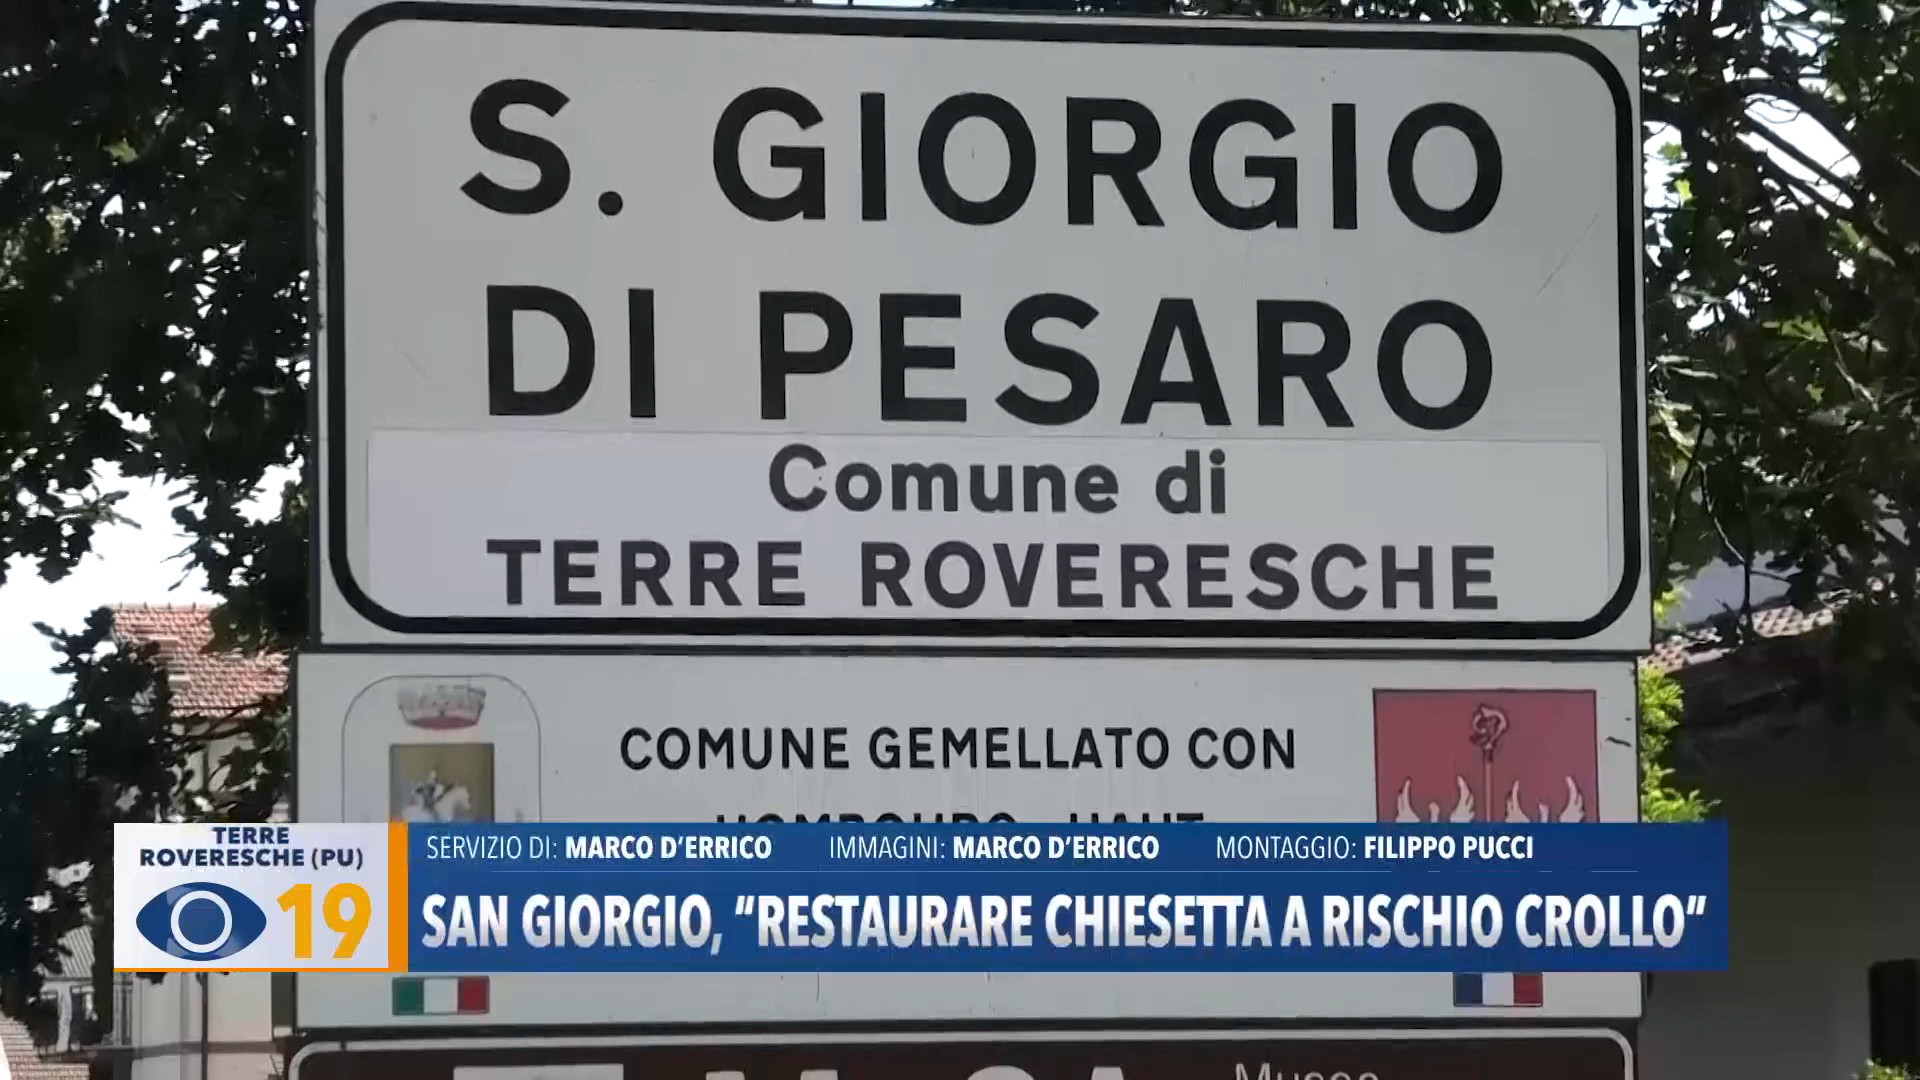 S. GIORGIO
DI PESARO
Comune di
TERRE ROVERESCHE
COMUNE GEMELLATO CON
TERRE
ROVERESCHE (PU)
19
SERVIZIO DI: MARCO D'ERRICO IMMAGINI: MARCO D'ERRICO MONTAGGIO: FILIPPO PUCCI
SAN GIORGIO, “RESTAURARE CHIESETTA A RISCHIO CROLLO”